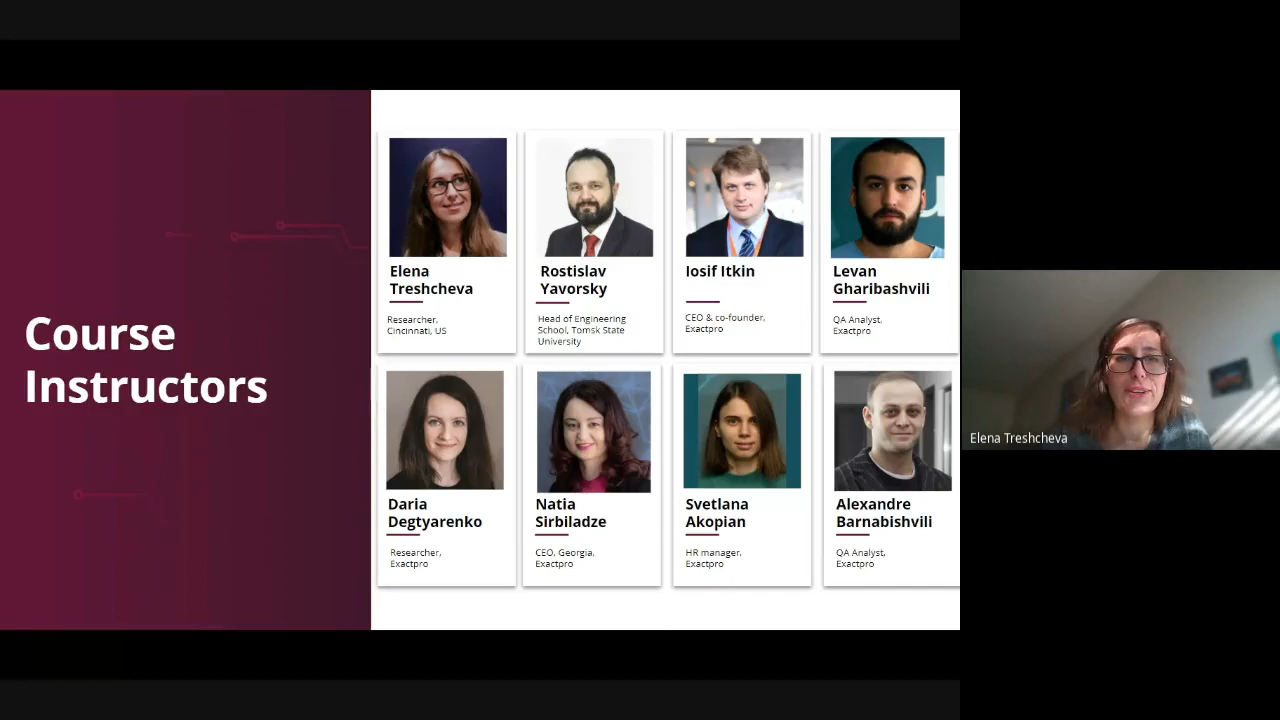 Course
Instructors
Elena
Treshcheva
Researcher,
Cincinnati, US
Rostislav
Yavorsky
Head of Engineering
School, Tomsk State
University
Iosif Itkin
CEO & co-founder,
Exactpro
Levan
Gharibashvili
QA Analyst,
Exactpro
Daria
Degtyarenko
Researcher,
Exactpro
Natia
Sirbiladze
CEO, Georgia,
Exactpro
Svetlana
Akopian
HR manager,
Exactpro
Alexandre
Barnabishvili
QA Analyst,
Exactpro
Elena Treshcheva